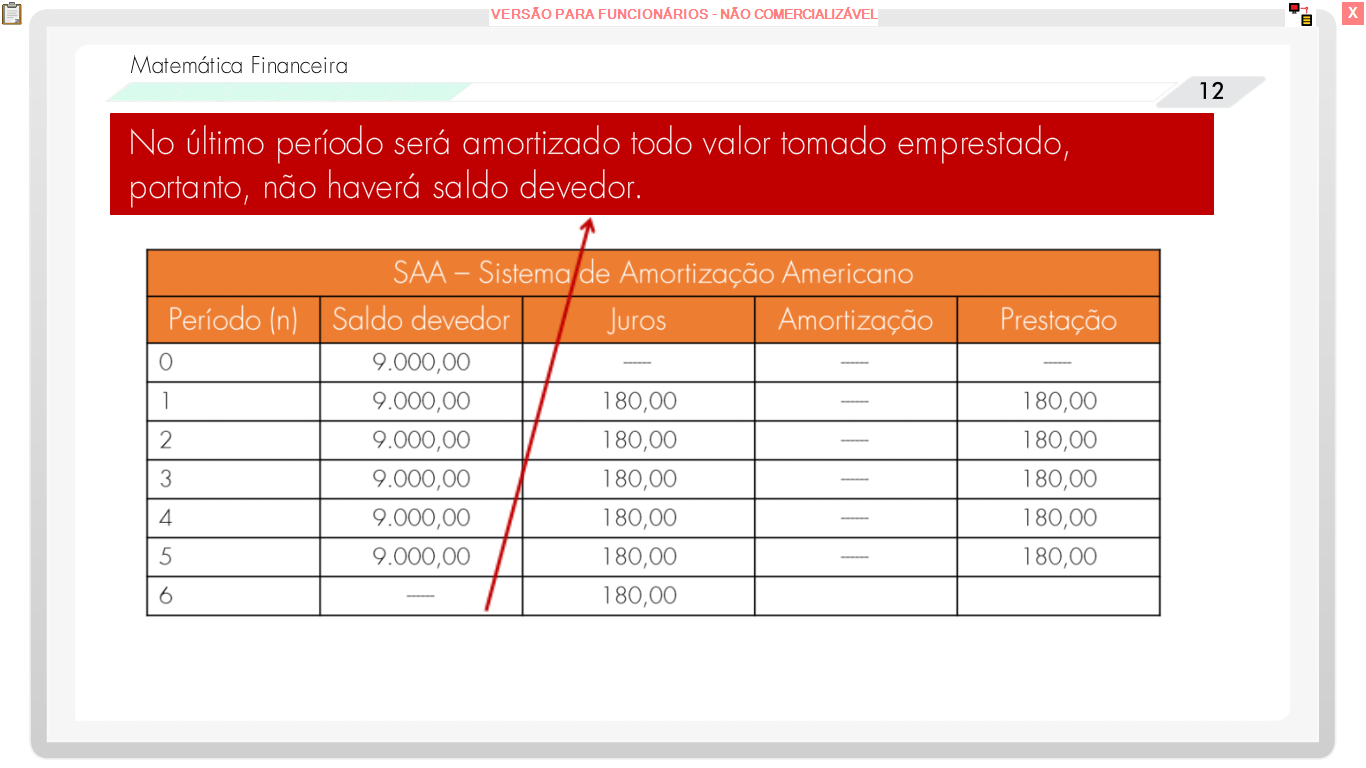 VERSÃO PARA FUNCIONÁRIOS - NÃO COMERCIALIZÁVEL
X
Matemática Financeira
12
No último período será amortizado todo valor tomado emprestado,
portanto, não haverá saldo devedor.
SAA – Sistema de Amortização Americano
Período (n) Saldo devedor Juros Amortização Prestação
0 9.000,00 ----- ----- -----
1 9.000,00 180,00 ----- 180,00
2 9.000,00 180,00 ----- 180,00
3 9.000,00 180,00 ----- 180,00
4 9.000,00 180,00 ----- 180,00
5 9.000,00 180,00 ----- 180,00
6 ----- 180,00